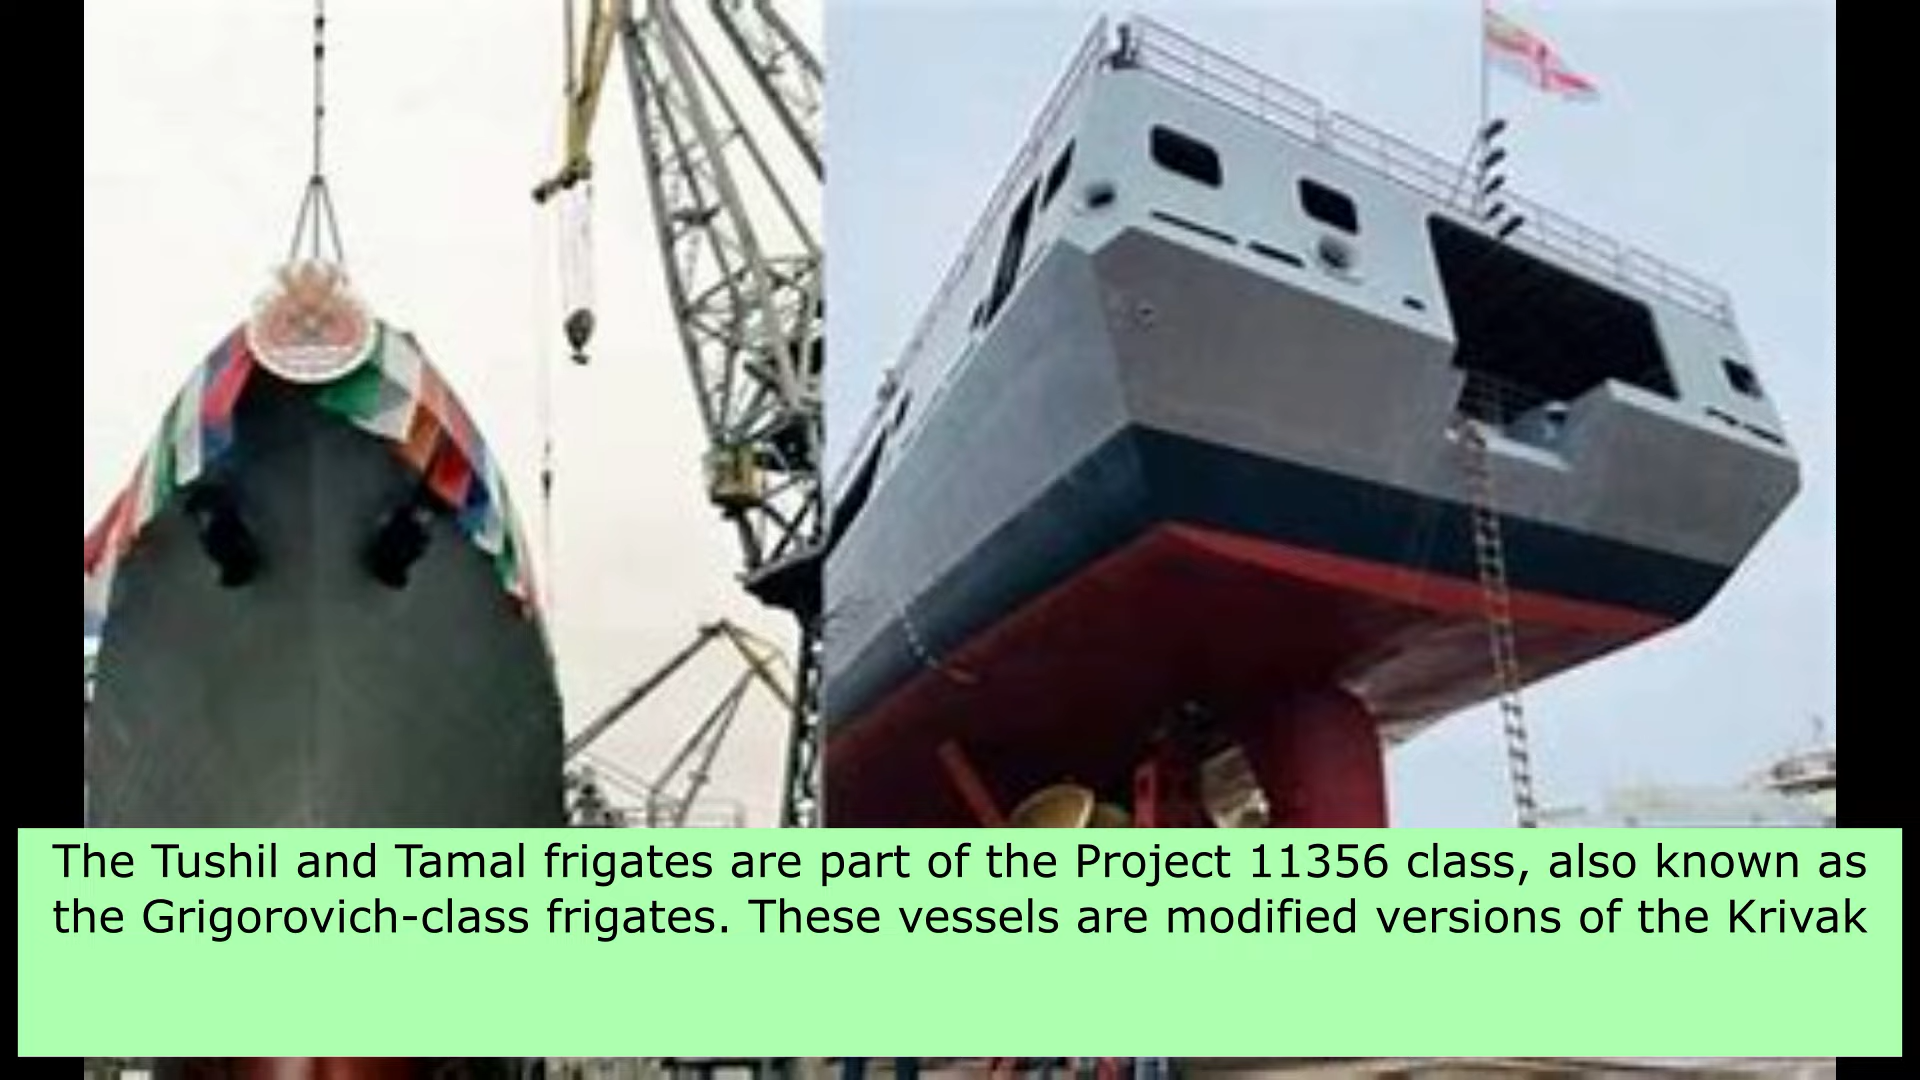 The Tushil and Tamal frigates are part of the Project 11356 class, also known as
the Grigorovich-class frigates. These vessels are modified versions of the Krivak